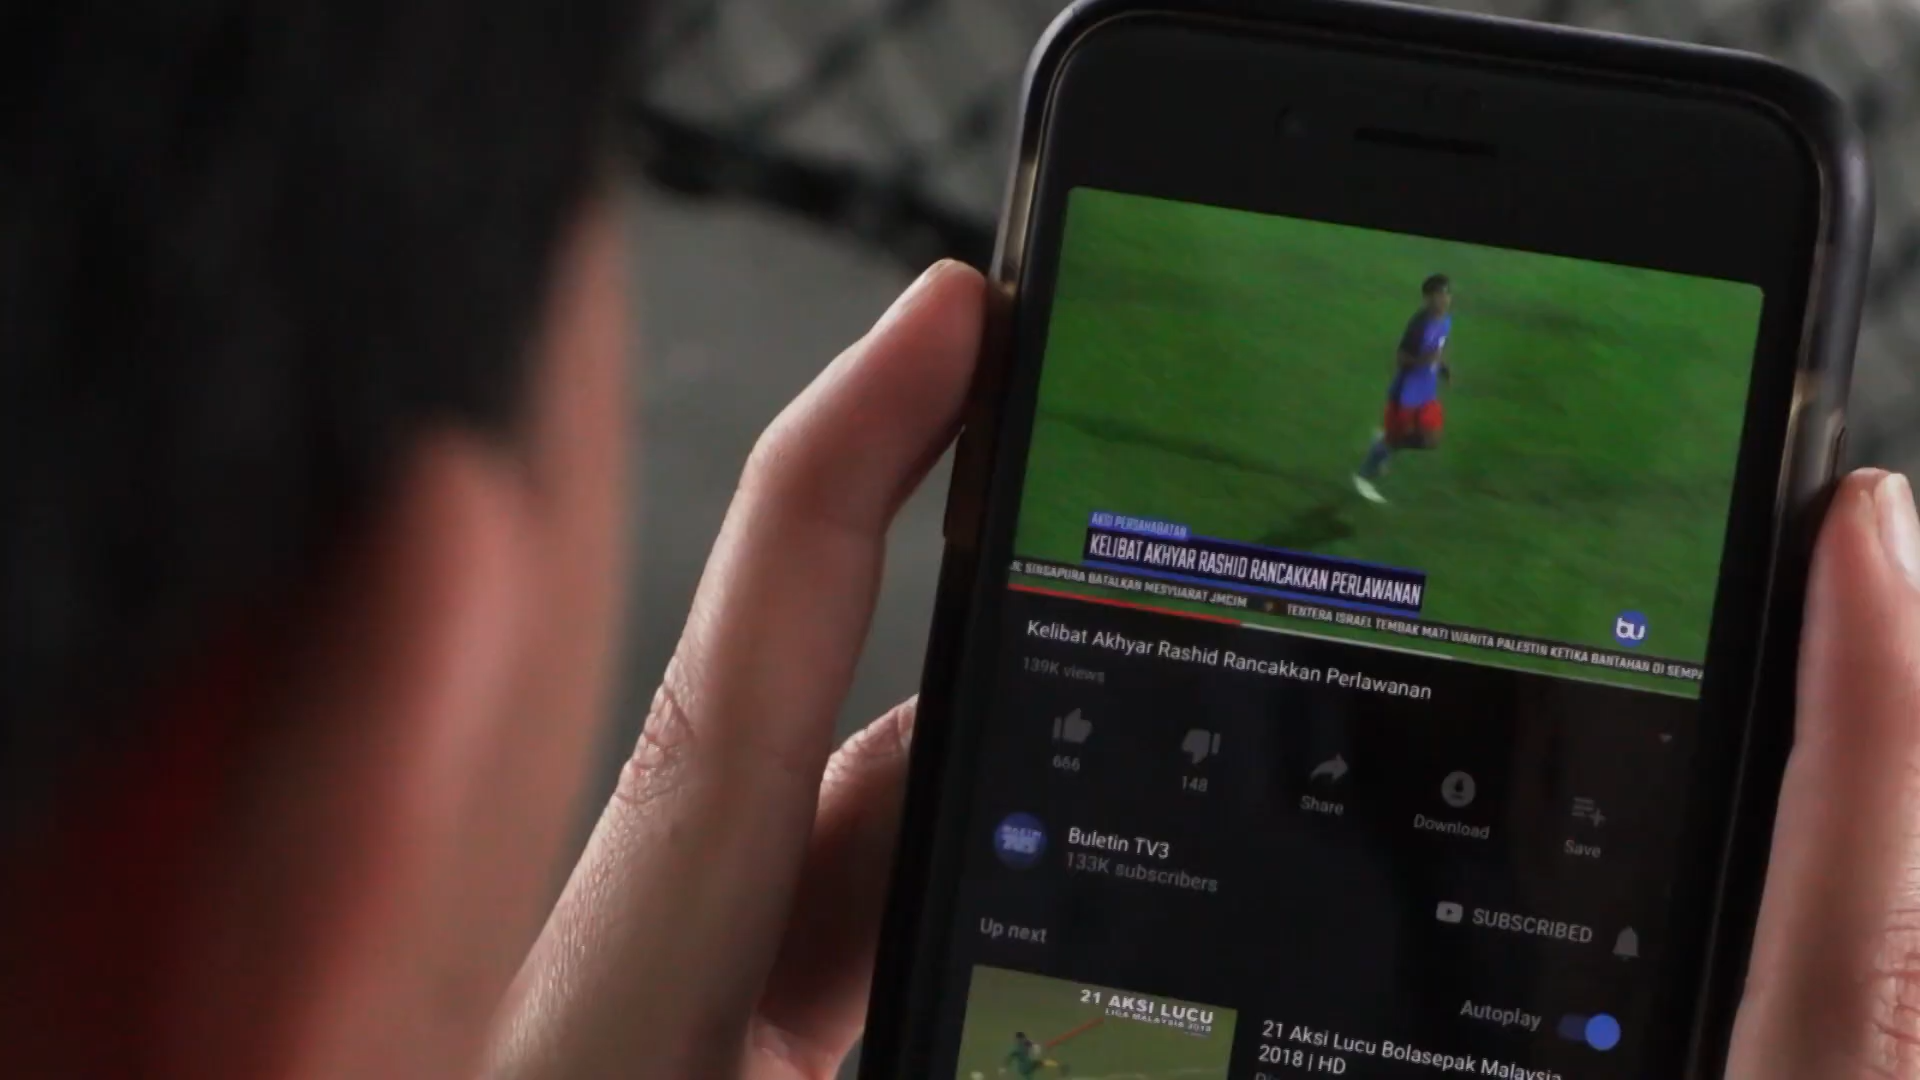 AKSI PERSAHABATAN
KELIBAT AKHYAR RASHID RANCAKKAN PERLAWANAN
SINGAPURA BATALKAN MESYUARAT JMCIM TENTERA ISRAEL TEMBAK MATI WANITA PALESTIN KETIKA BANTAHAN DI SEMPA
bu
Kelibat Akhyar Rashid Rancakkan Perlawanan
139K views
666
148
Share
Download
Save
Buletin TV3
133K subscribers
SUBSCRIBED
Up next
Autoplay
21 AKSI LUCU
LIGA MALAYSIA 2018
21 Aksi Lucu Bolasepak Malaysia
2018 | HD